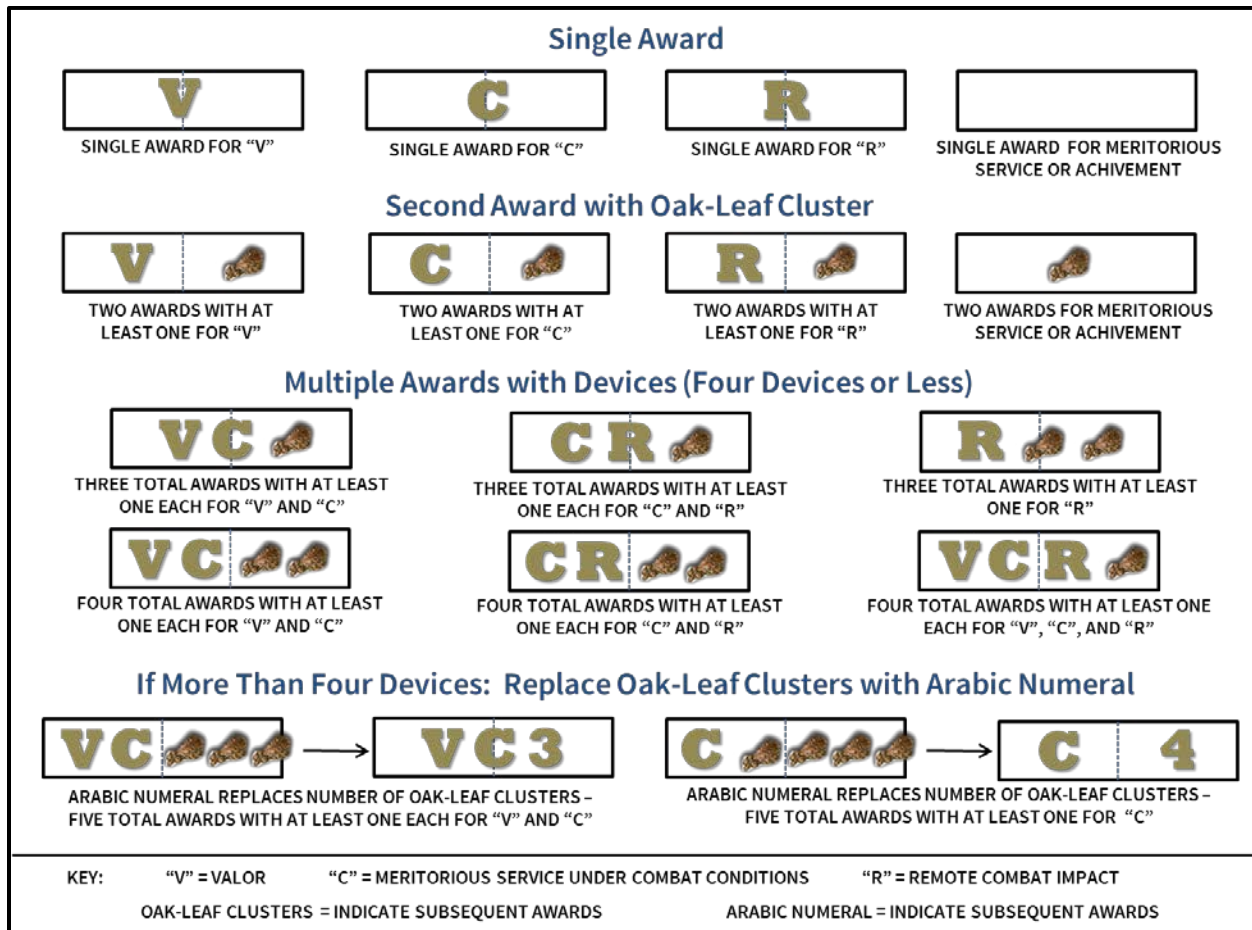 Single Award
V
C
R
SINGLE AWARD FOR “V”
SINGLE AWARD FOR “C”
SINGLE AWARD FOR “R”
SINGLE AWARD FOR MERITORIOUS
SERVICE OR ACHIVEMENT
Second Award with Oak-Leaf Cluster
V
C
R
TWO AWARDS WITH AT
LEAST ONE FOR “V”
TWO AWARDS WITH AT
LEAST ONE FOR “C”
TWO AWARDS WITH AT
LEAST ONE FOR “R”
TWO AWARDS FOR MERITORIOUS
SERVICE OR ACHIVEMENT
Multiple Awards with Devices (Four Devices or Less)
V C
C R
R
THREE TOTAL AWARDS WITH AT LEAST
ONE EACH FOR “V” AND “C”
THREE TOTAL AWARDS WITH AT LEAST
ONE EACH FOR “C” AND “R”
THREE TOTAL AWARDS WITH AT LEAST
ONE FOR “R”
V C
C R
V C R
FOUR TOTAL AWARDS WITH AT LEAST
ONE EACH FOR “V” AND “C”
FOUR TOTAL AWARDS WITH AT LEAST
ONE EACH FOR “C” AND “R”
FOUR TOTAL AWARDS WITH AT LEAST ONE
EACH FOR “V”, “C”, AND “R”
If More Than Four Devices: Replace Oak-Leaf Clusters with Arabic Numeral
V C
V C 3
C
C 4
ARABIC NUMERAL REPLACES NUMBER OF OAK-LEAF CLUSTERS –
FIVE TOTAL AWARDS WITH AT LEAST ONE EACH FOR “V” AND “C”
ARABIC NUMERAL REPLACES NUMBER OF OAK-LEAF CLUSTERS –
FIVE TOTAL AWARDS WITH AT LEAST ONE FOR “C”
KEY: “V” = VALOR “C” = MERITORIOUS SERVICE UNDER COMBAT CONDITIONS “R” = REMOTE COMBAT IMPACT
OAK-LEAF CLUSTERS = INDICATE SUBSEQUENT AWARDS ARABIC NUMERAL = INDICATE SUBSEQUENT AWARDS